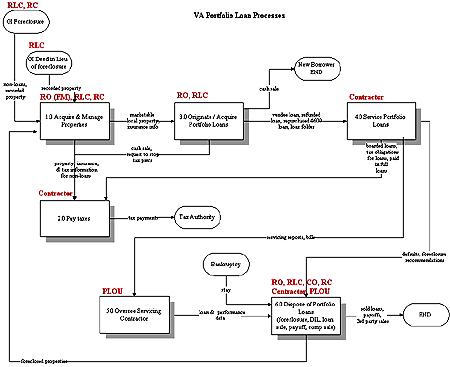 RLC, RC
VA Portfolio Loan Processes
GI Foreclosure
RLC
GI Deed in Lieu
of foreclosure
New Borrower
END
non-loan,
recorded
property
recorded property
RO (PM), RLC, RC
RO, RLC
cash sale
Contractor
1.0 Acquire & Manage
Properties
marketable
local property,
insurance info
3.0 Originate / Acquire
Portfolio Loans
vendee loan, refunded
loan, repurchased 4600
loan, loan folder
4.0 Service Portfolio
Loans
cash sale,
request to stop
tax pmts
property, insurance,
& tax information
for non-loans
boarded loans,
tax obligations
for loans, paid
in full
loans
Contractor
2.0 Pay taxes
tax payments
Tax Authority
servicing reports, bills
defaults, foreclosure
recommendations
Bankruptcy
stay
PLOU
RO, RLC, CO, RC
Contractor, PLOU
5.0 Oversee Servicing
Contractor
loan & performance
data
6.0 Dispose of Portfolio
Loans
(foreclosure, DIL, loan
sale, payoff, comp sale)
sold loans,
payoff,
3rd party sales
END
foreclosed properties